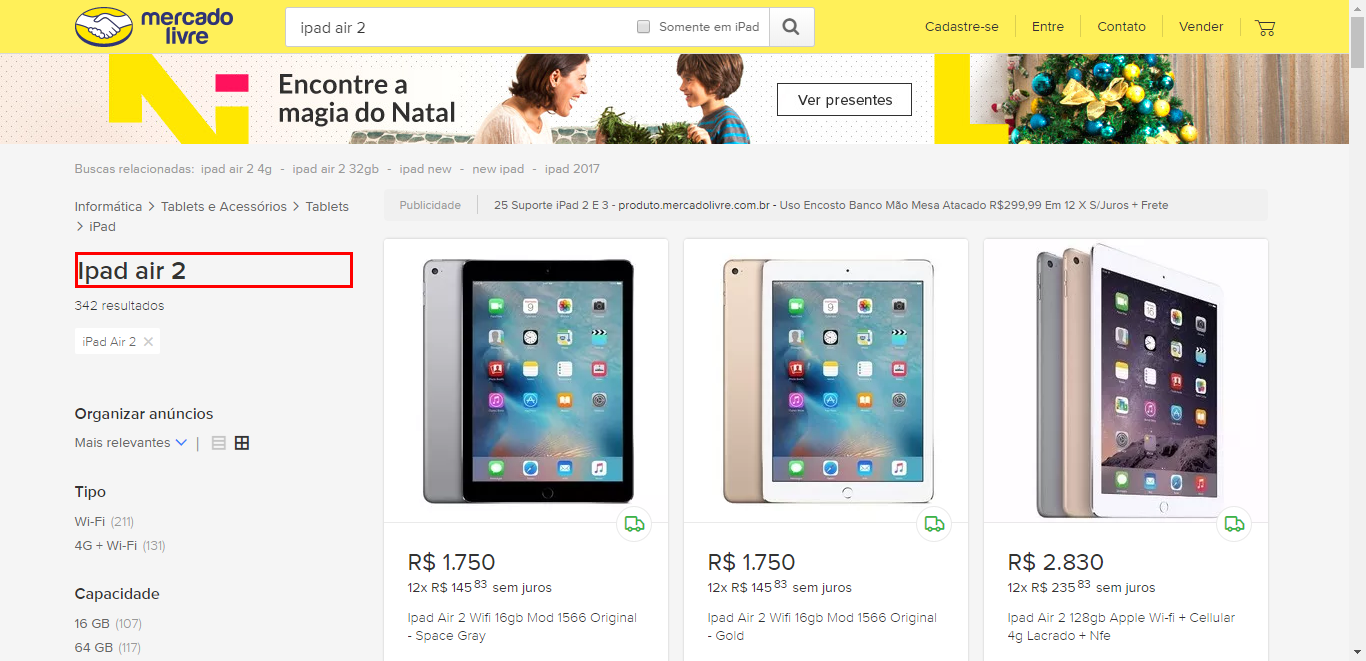 mercado
livre
ipad air 2
Somente em iPad
Cadastre-se
Entre
Contato
Vender
Encontre a
magia do Natal
Ver presentes
Buscas relacionadas: ipad air 2 4g - ipad air 2 32gb - ipad new - new ipad - ipad 2017
Informática > Tablets e Acessórios > Tablets
> iPad
Publicidade
25 Suporte iPad 2 E 3 - produto.mercadolivre.com.br - Uso Encosto Banco Mão Mesa Atacado R$299,99 Em 12 X S/Juros + Frete
Ipad air 2
342 resultados
iPad Air 2 ×
Organizar anúncios
Mais relevantes |
Tipo
Wi-Fi (211)
4G + Wi-Fi (131)
Capacidade
16 GB (107)
64 GB (117)
R$ 1.750
12x R$ 145 83 sem juros
Ipad Air 2 Wifi 16gb Mod 1566 Original
- Space Gray
R$ 1.750
12x R$ 145 83 sem juros
Ipad Air 2 Wifi 16gb Mod 1566 Original
- Gold
R$ 2.830
12x R$ 235 83 sem juros
Ipad Air 2 128gb Apple Wi-fi + Cellular
4g Lacrado + Nfe